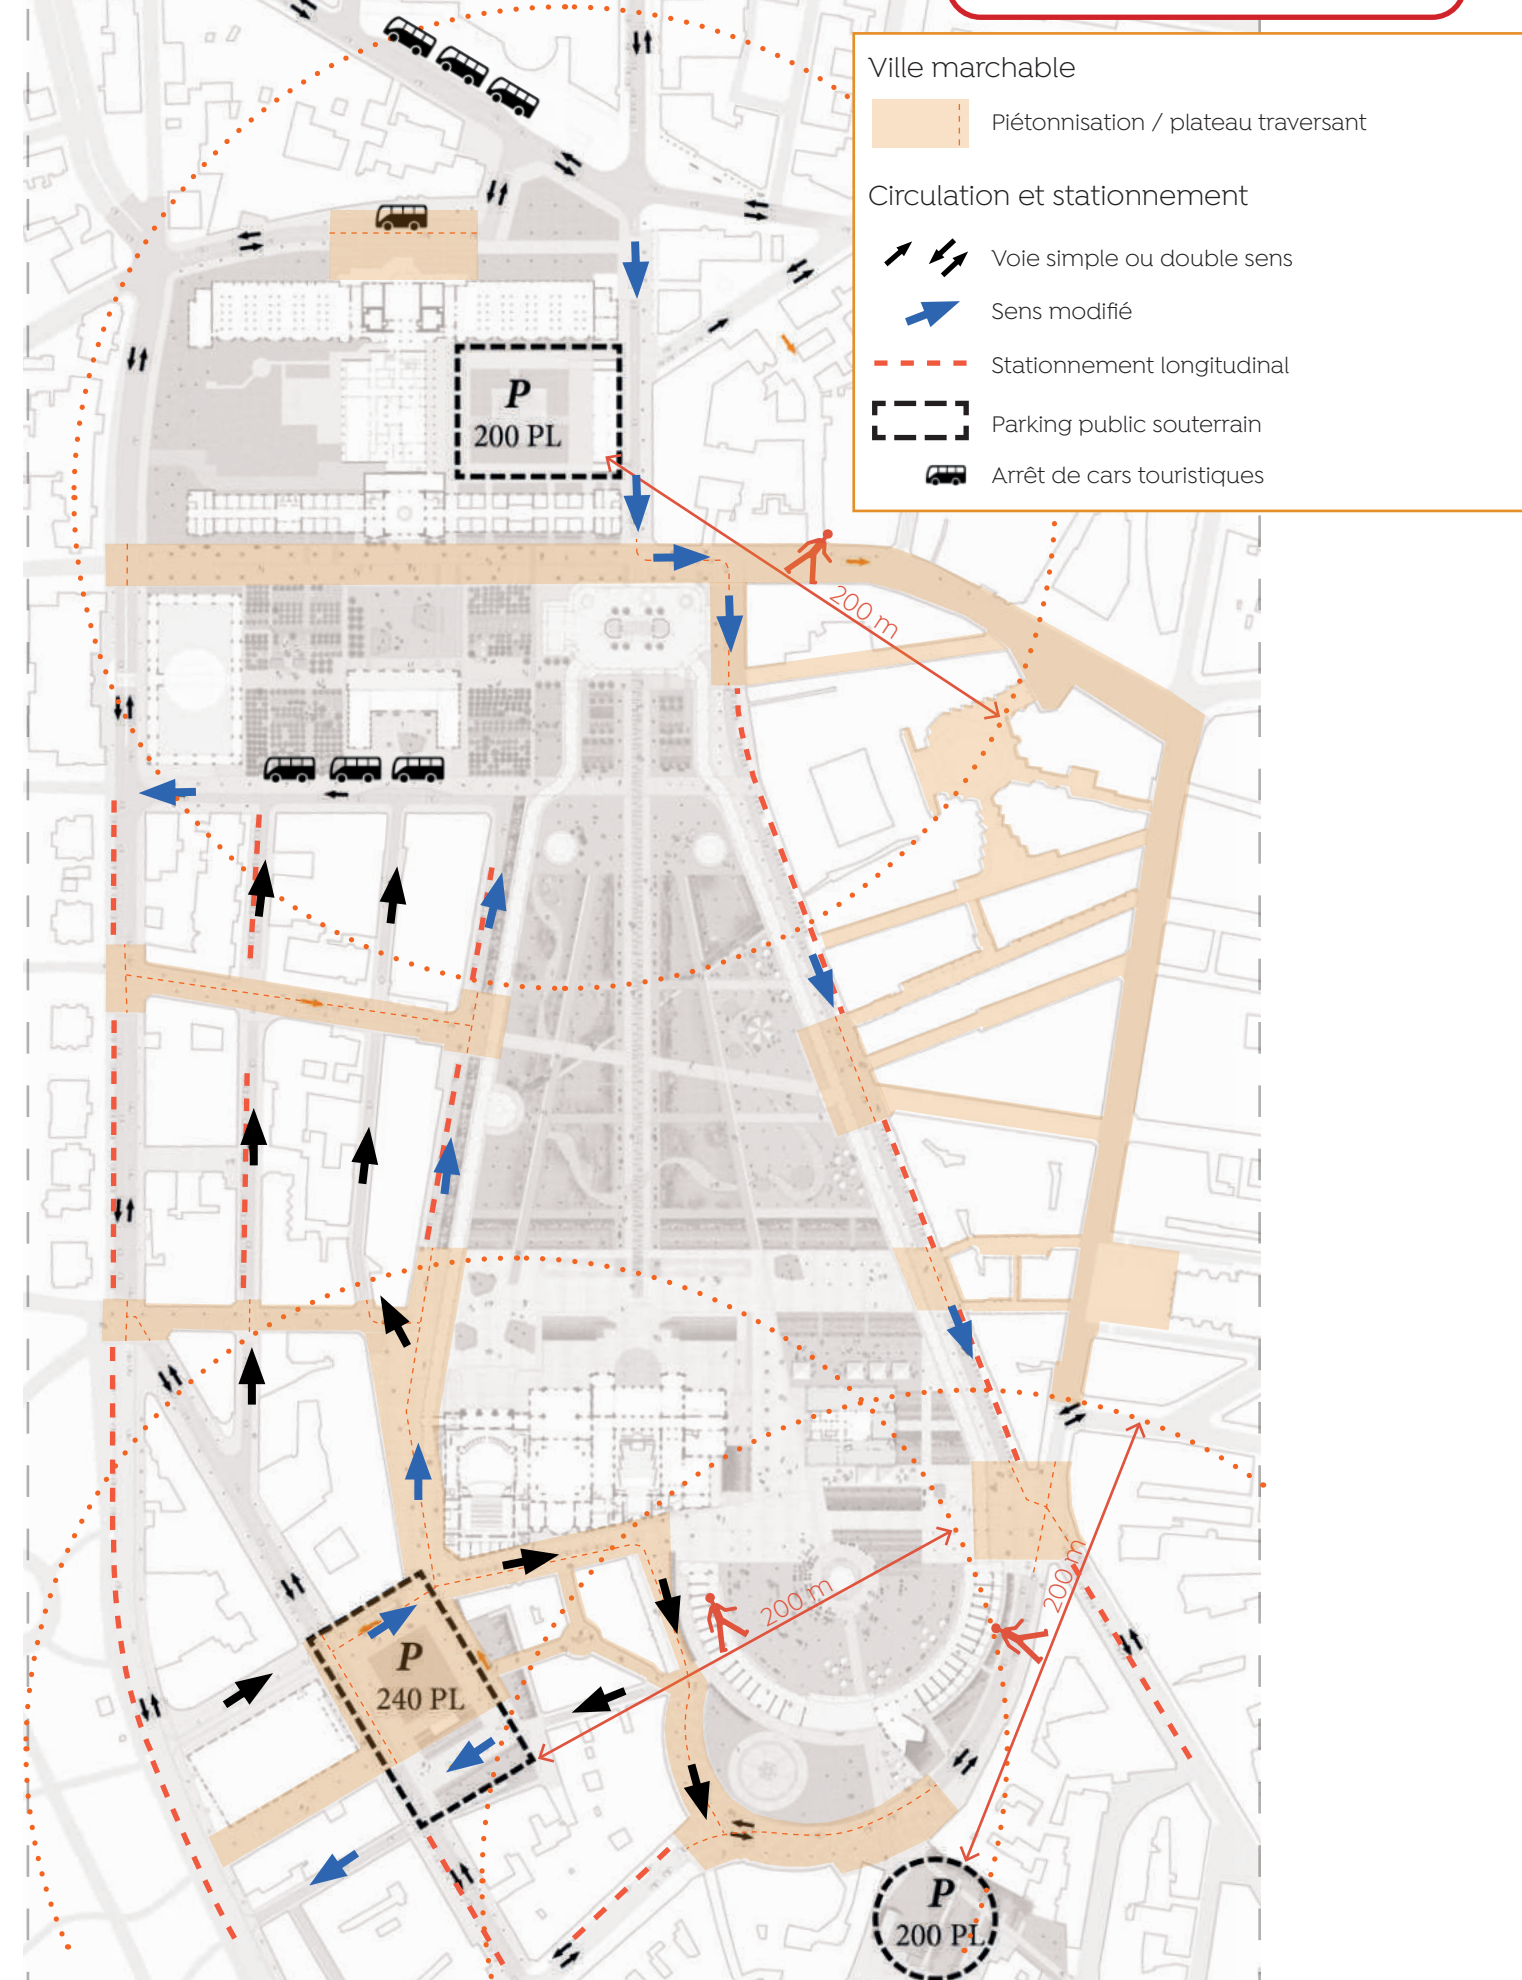 Ville marchable
Piétonnisation / plateau traversant
Circulation et stationnement
Voie simple ou double sens
Sens modifié
Stationnement longitudinal
Parking public souterrain
Arrêt de cars touristiques
P
200 PL
200 m
200 m
200 m
P
240 PL
P
200 PL